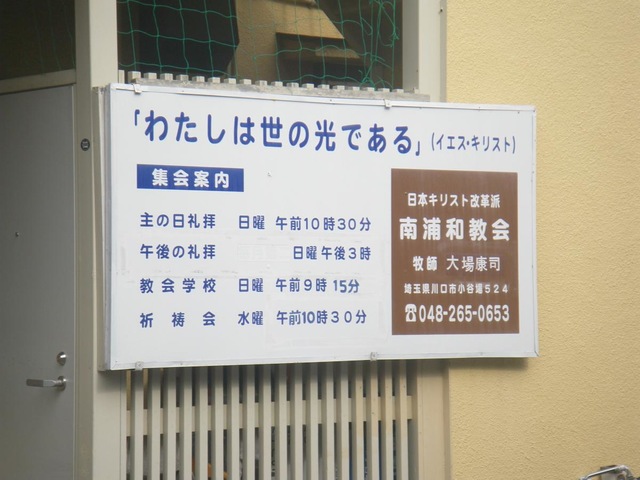 「わたしは世の光である」(イエス・キリスト)
集会案内
主の日礼拝 日曜 午前10時30分
午後の礼拝 日曜午後3時
教会学校 日曜 午前9時15分
祈祷会 水曜 午前10時30分
日本キリスト改革派
南浦和教会
牧師 大場康司
埼玉県川口市小谷場524
☎048-265-0653